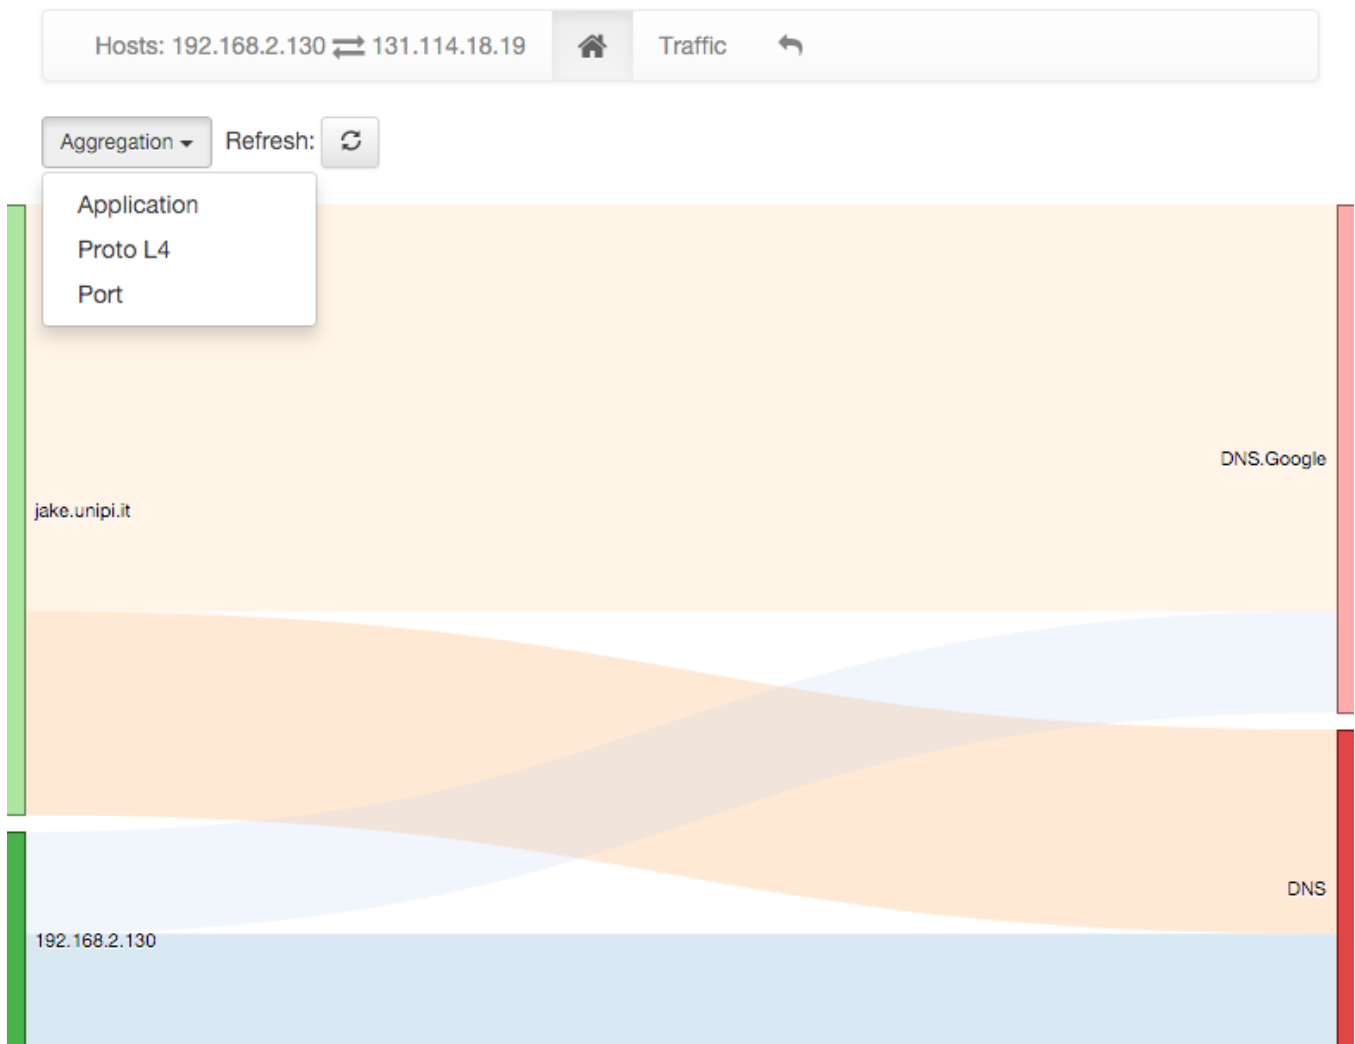 Hosts: 192.168.2.130 131.114.18.19 Traffic
Aggregation Refresh:
Application
Proto L4
Port
DNS.Google
jake.unipi.it
DNS
192.168.2.130